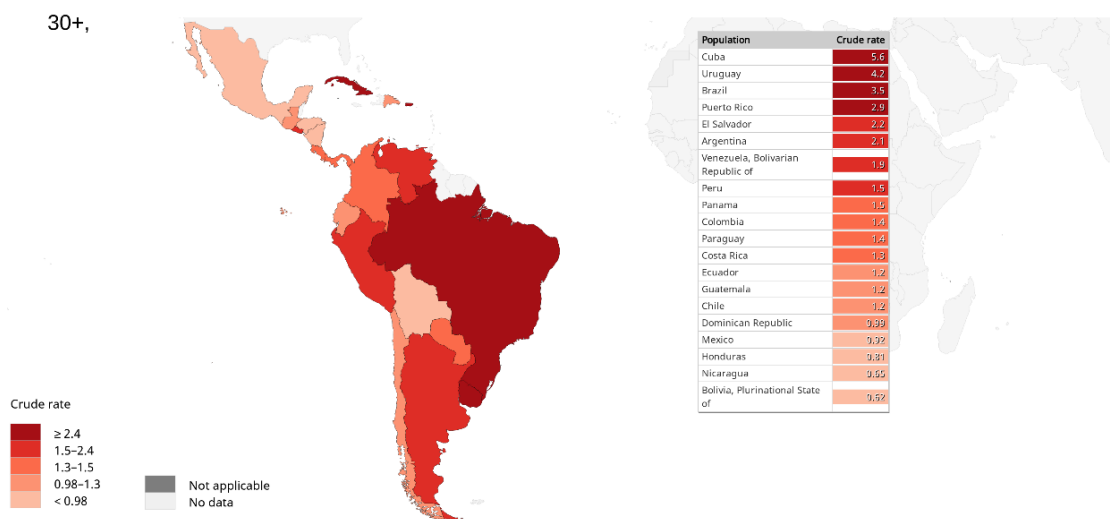 30+,
Population Crude rate
Cuba 5.6
Uruguay 4.2
Brazil 3.5
Puerto Rico 2.9
El Salvador 2.2
Argentina 2.1
Venezuela, Bolivarian
Republic of 1.9
Peru 1.5
Panama 1.5
Colombia 1.4
Paraguay 1.4
Costa Rica 1.3
Ecuador 1.2
Guatemala 1.2
Chile 1.2
Dominican Republic 0.99
Mexico 0.92
Honduras 0.81
Nicaragua 0.65
Bolivia, Plurinational State
of 0.62
Crude rate
≥ 2.4
1.5–2.4
1.3–1.5
0.98–1.3
< 0.98
Not applicable
No data